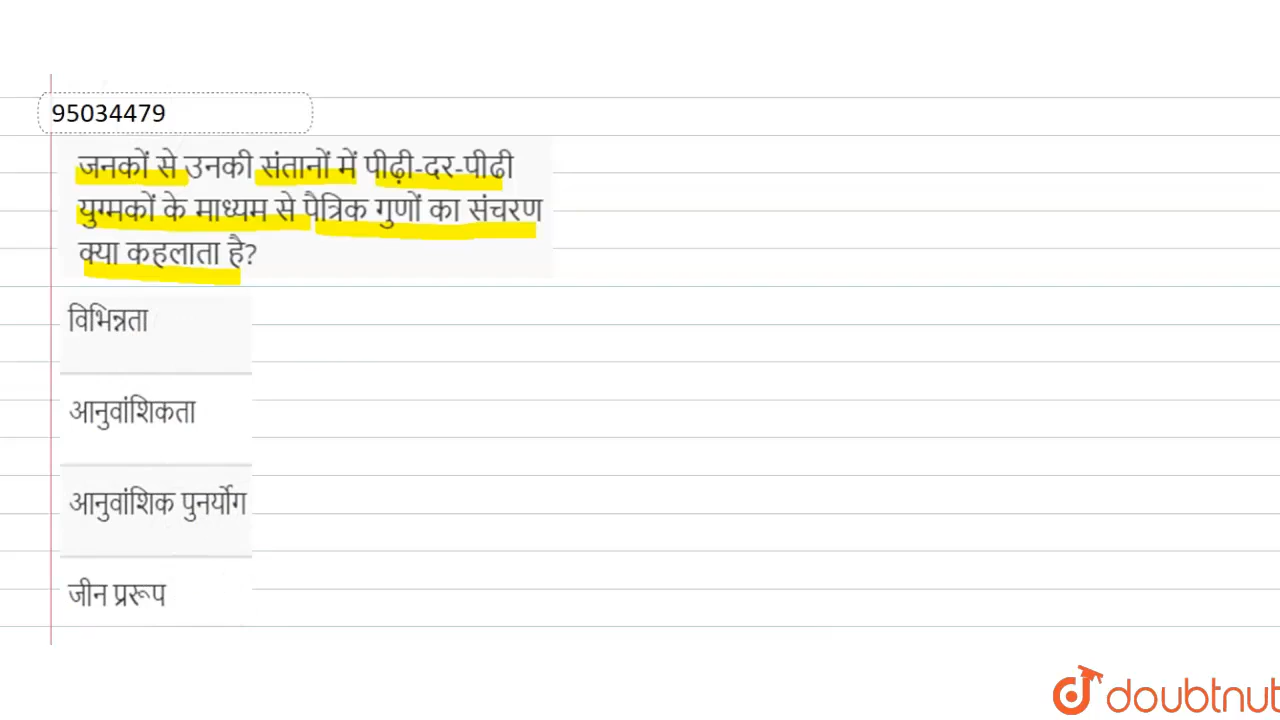 95034479
जनकों से उनकी संतानों में पीढ़ी-दर-पीढी
युग्मकों के माध्यम से पैत्रिक गुणों का संचरण
क्या कहलाता है?
विभिन्नता
आनुवांशिकता
आनुवांशिक पुनर्योग
जीन प्ररूप
doubtnut